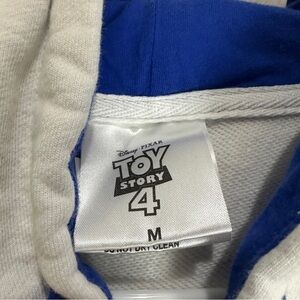 Disney PIXAR
TOY
STORY
4
M
DO NOT DRY CLEAN